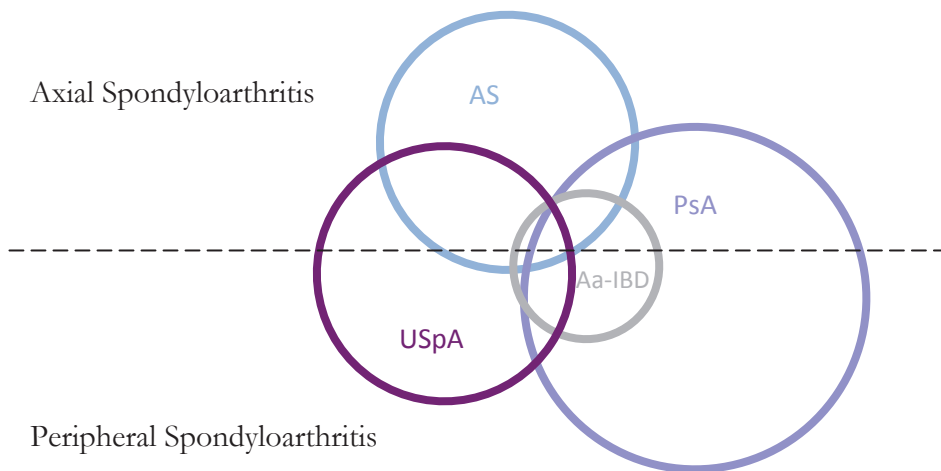 AS
Axial Spondyloarthritis
PsA
Aa-IBD
USpA
Peripheral Spondyloarthritis